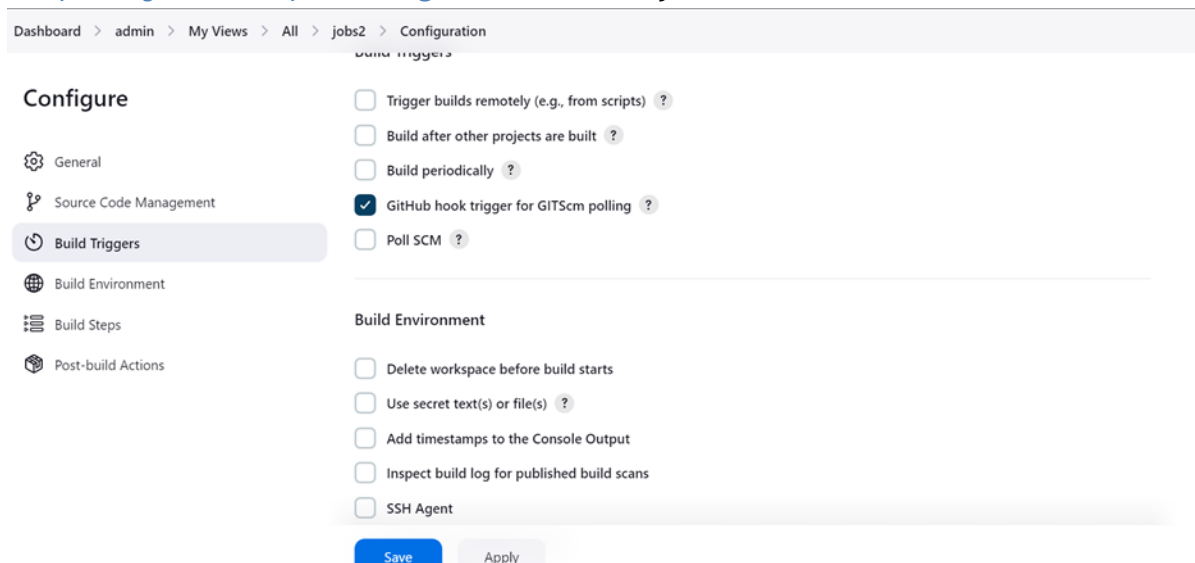 Dashboard > admin > My Views > All > jobs2 > Configuration
Build Triggers
Configure
Trigger builds remotely (e.g., from scripts) ?
Build after other projects are built ?
General
Build periodically ?
Source Code Management
GitHub hook trigger for GITScm polling ?
Build Triggers
Poll SCM ?
Build Environment
Build Steps
Build Environment
Post-build Actions
Delete workspace before build starts
Use secret text(s) or file(s) ?
Add timestamps to the Console Output
Inspect build log for published build scans
SSH Agent
Save
Apply